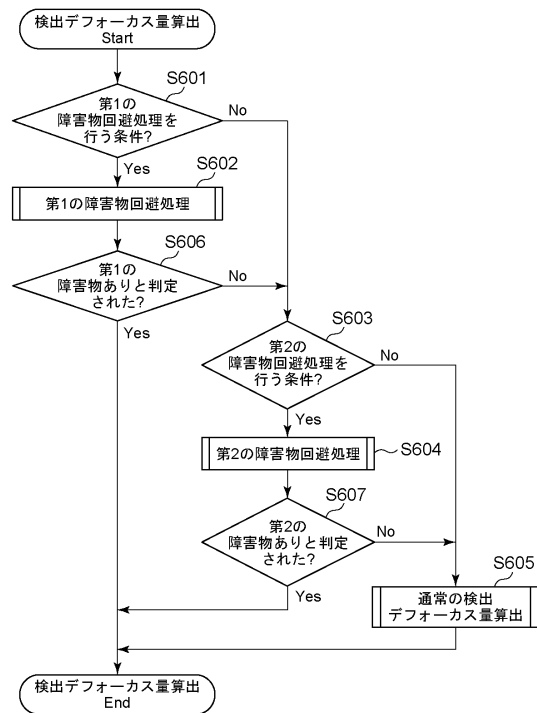 検出デフォーカス量算出
Start
S601
第1の
障害物回避処理を
行う条件?
No
Yes
S602
第1の障害物回避処理
S606
第1の
障害物ありと判定
された?
No
Yes
S603
第2の
障害物回避処理を
行う条件?
No
Yes
第2の障害物回避処理
S604
S607
第2の
障害物ありと判定
された?
No
Yes
S605
通常の検出
デフォーカス量算出
検出デフォーカス量算出
End